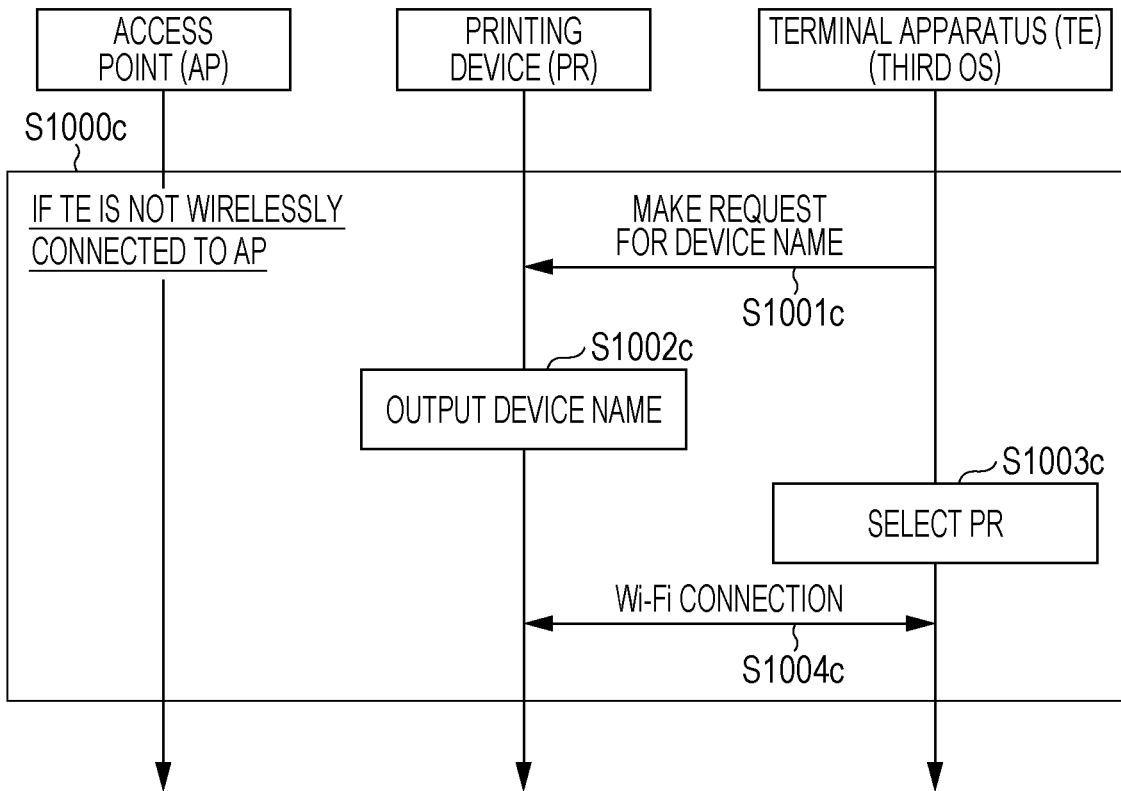 ACCESS
POINT (AP)
PRINTING
DEVICE (PR)
TERMINAL APPARATUS (TE)
(THIRD OS)
S1000c
IF TE IS NOT WIRELESSLY
CONNECTED TO AP
MAKE REQUEST
FOR DEVICE NAME
S1001c
S1002c
OUTPUT DEVICE NAME
S1003c
SELECT PR
Wi-Fi CONNECTION
S1004c